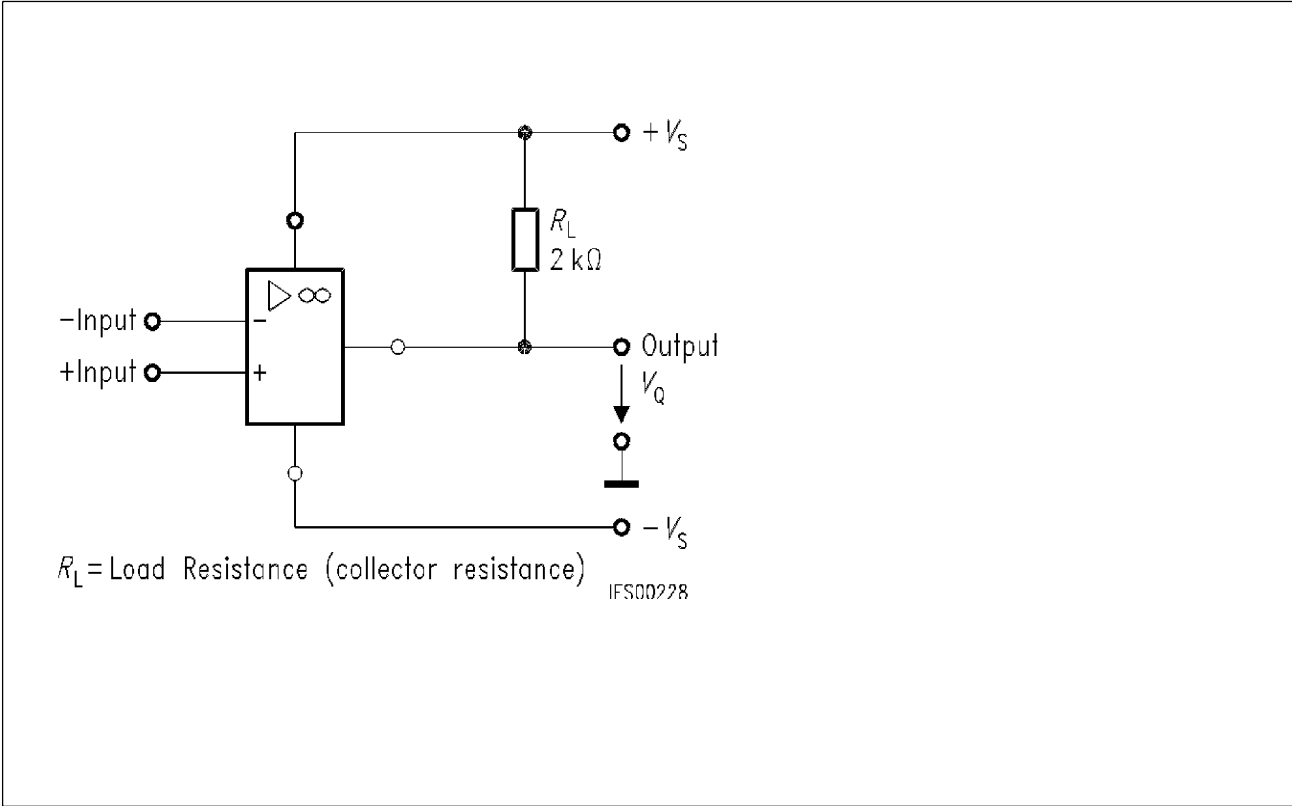 +VS
RL
2 kΩ
▷ ∞
-Input
-
Output
+Input
+
VQ
-VS
RL=Load Resistance (collector resistance)
IES00228